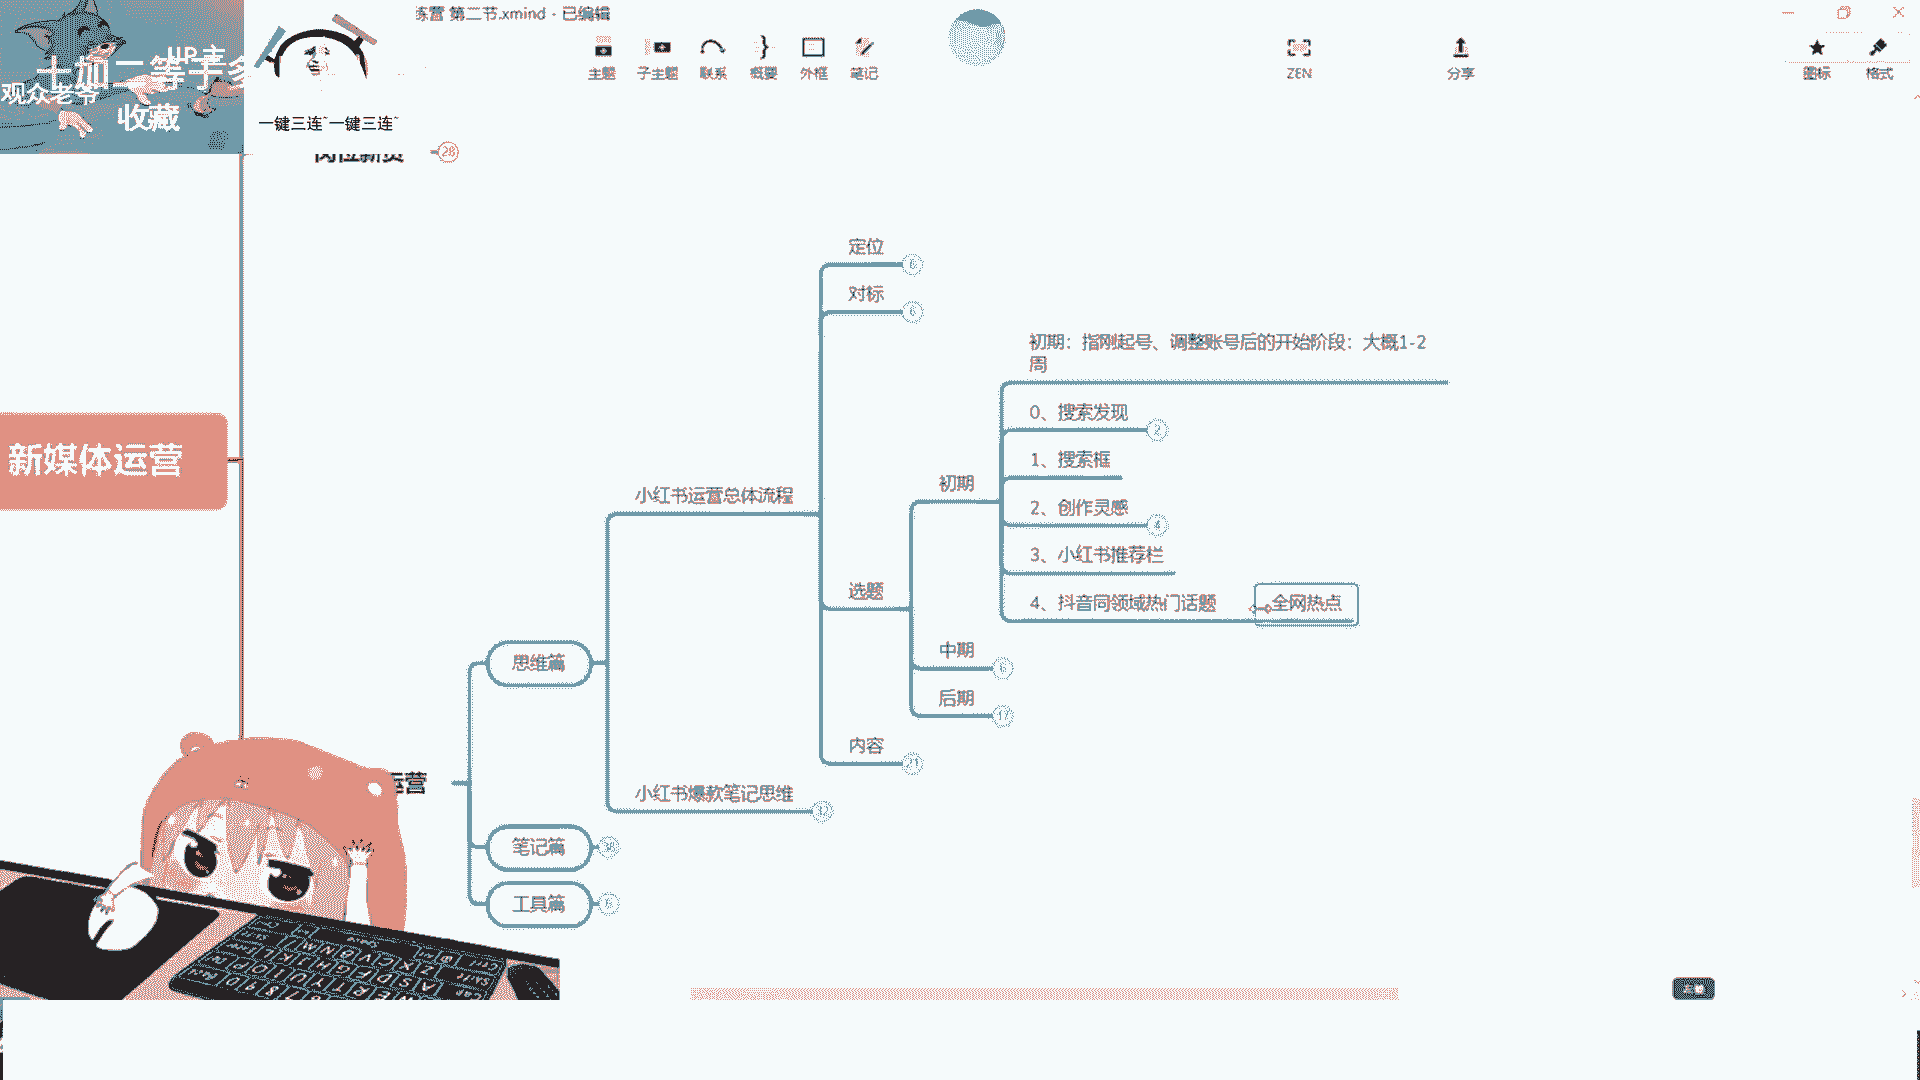 练营 第二节.xmind - 已编辑
UP主
十加一等于多
观众老爷
收藏
一键三连~一键三连~
主题
子主题
联系
概要
外框
笔记
ZEN
分享
图标
格式
岗位薪资
28
新媒体运营
运营
思维篇
笔记篇
38
工具篇
小红书运营总体流程
小红书爆款笔记思维
32
定位
6
对标
6
选题
内容
21
初期
中期
6
后期
17
初期：指刚起号、调整账号后的开始阶段：大概1-2
周
0、搜索发现
2
1、搜索框
2、创作灵感
4
3、小红书推荐栏
4、抖音同领域热门话题
全网热点